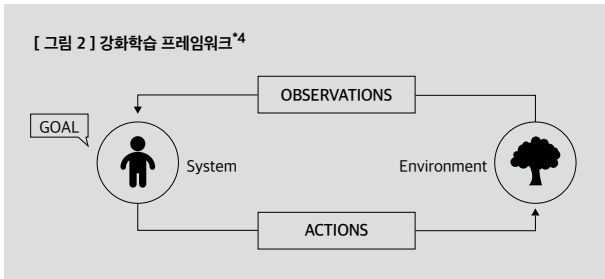 [ 그림 2 ] 강화학습 프레임워크*4
OBSERVATIONS
GOAL
System
Environment
ACTIONS